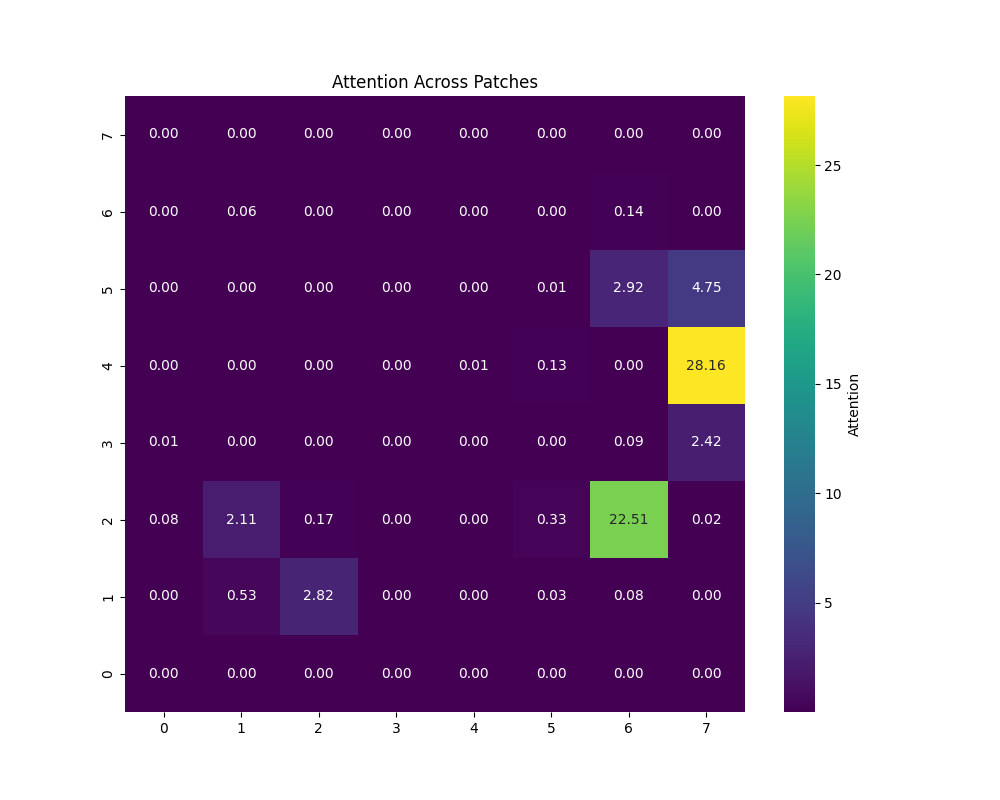 Attention Across Patches
7 0.00 0.00 0.00 0.00 0.00 0.00 0.00 0.00
6 0.00 0.06 0.00 0.00 0.00 0.00 0.14 0.00
5 0.00 0.00 0.00 0.00 0.00 0.01 2.92 4.75
4 0.00 0.00 0.00 0.00 0.01 0.13 0.00 28.16
3 0.01 0.00 0.00 0.00 0.00 0.00 0.09 2.42
2 0.08 2.11 0.17 0.00 0.00 0.33 22.51 0.02
1 0.00 0.53 2.82 0.00 0.00 0.03 0.08 0.00
0 0.00 0.00 0.00 0.00 0.00 0.00 0.00 0.00
0 1 2 3 4 5 6 7
25
20
15
10
5
Attention